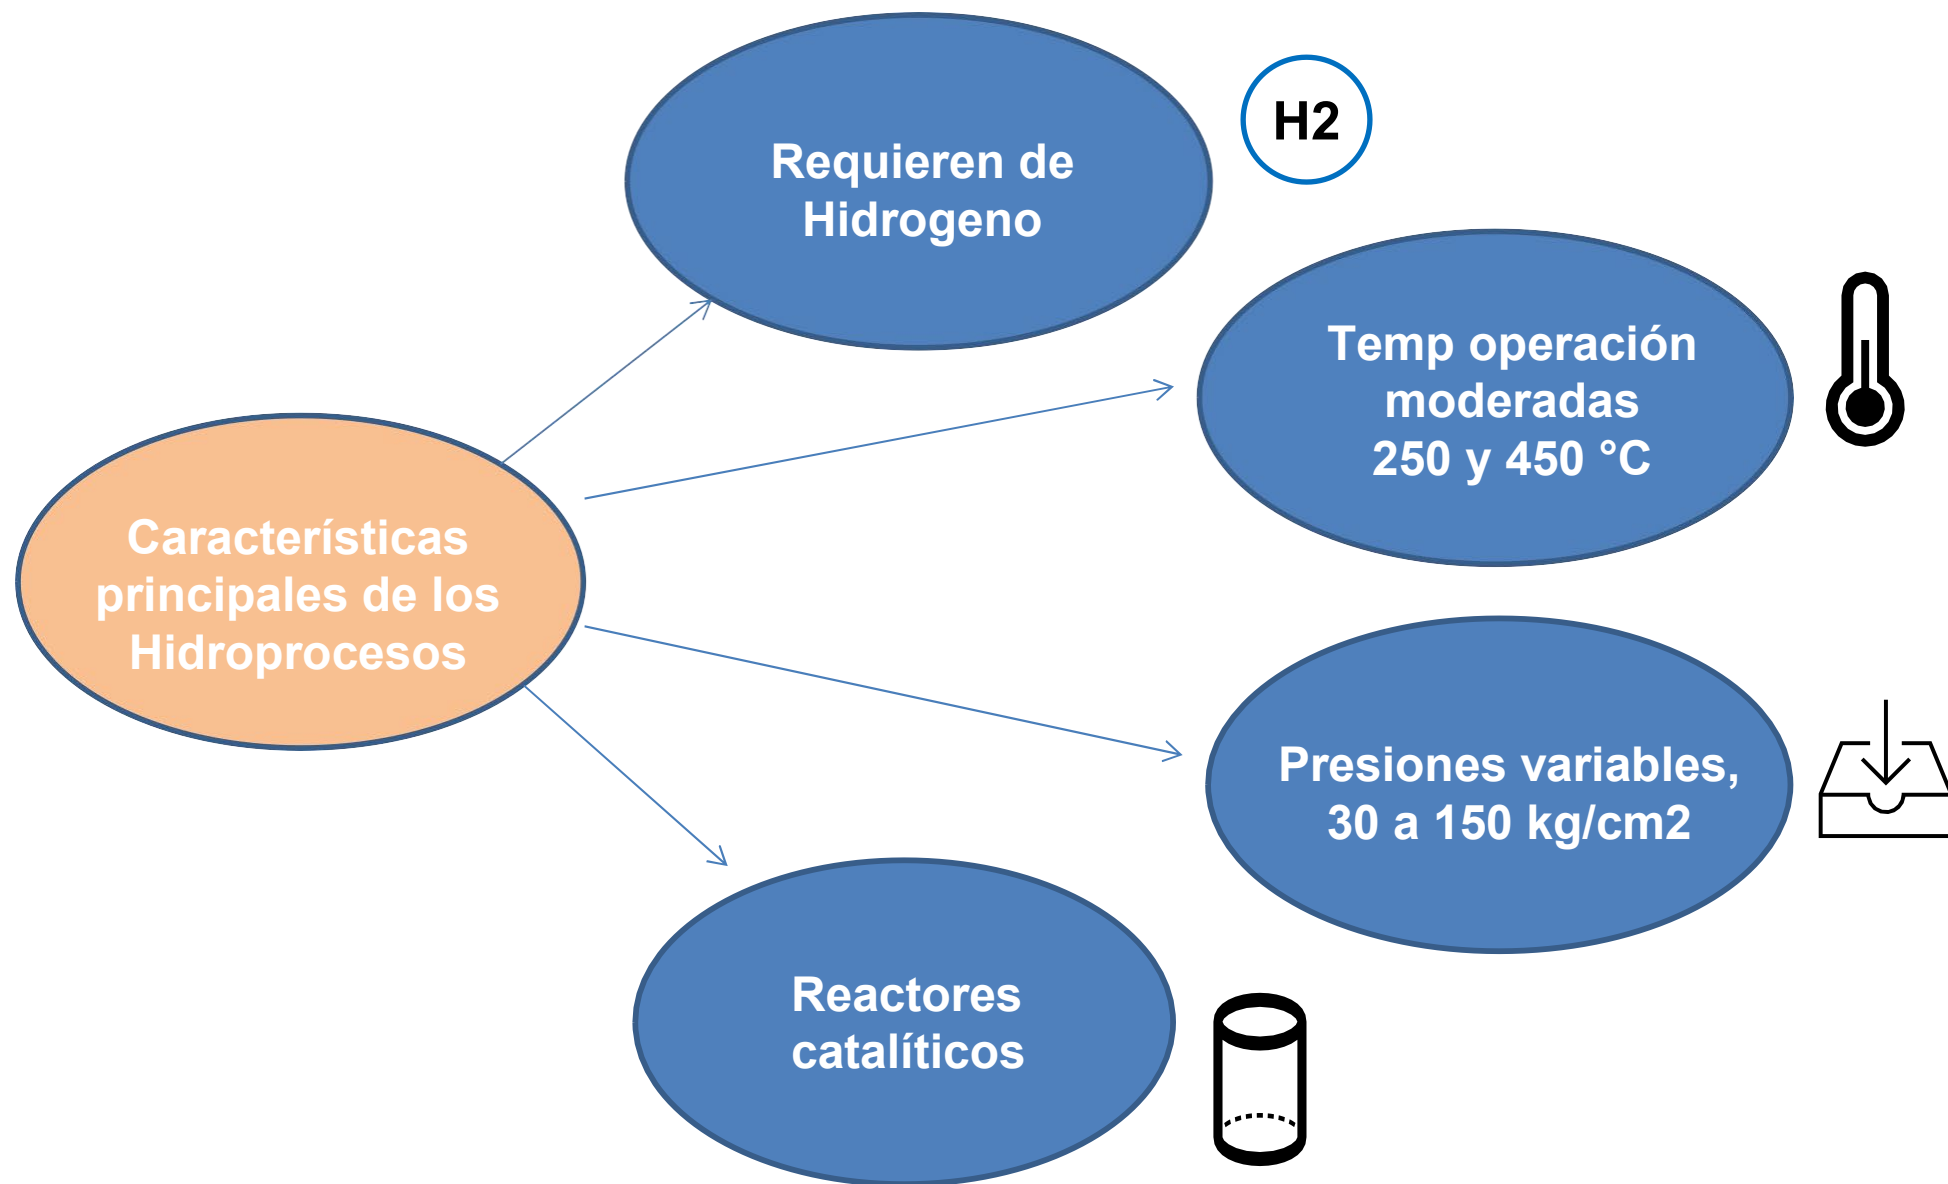 Requieren de
Hidrogeno
H2
Temp operación
moderadas
250 y 450 °C
Características
principales de los
Hidroprocesos
Presiones variables,
30 a 150 kg/cm2
Reactores
catalíticos